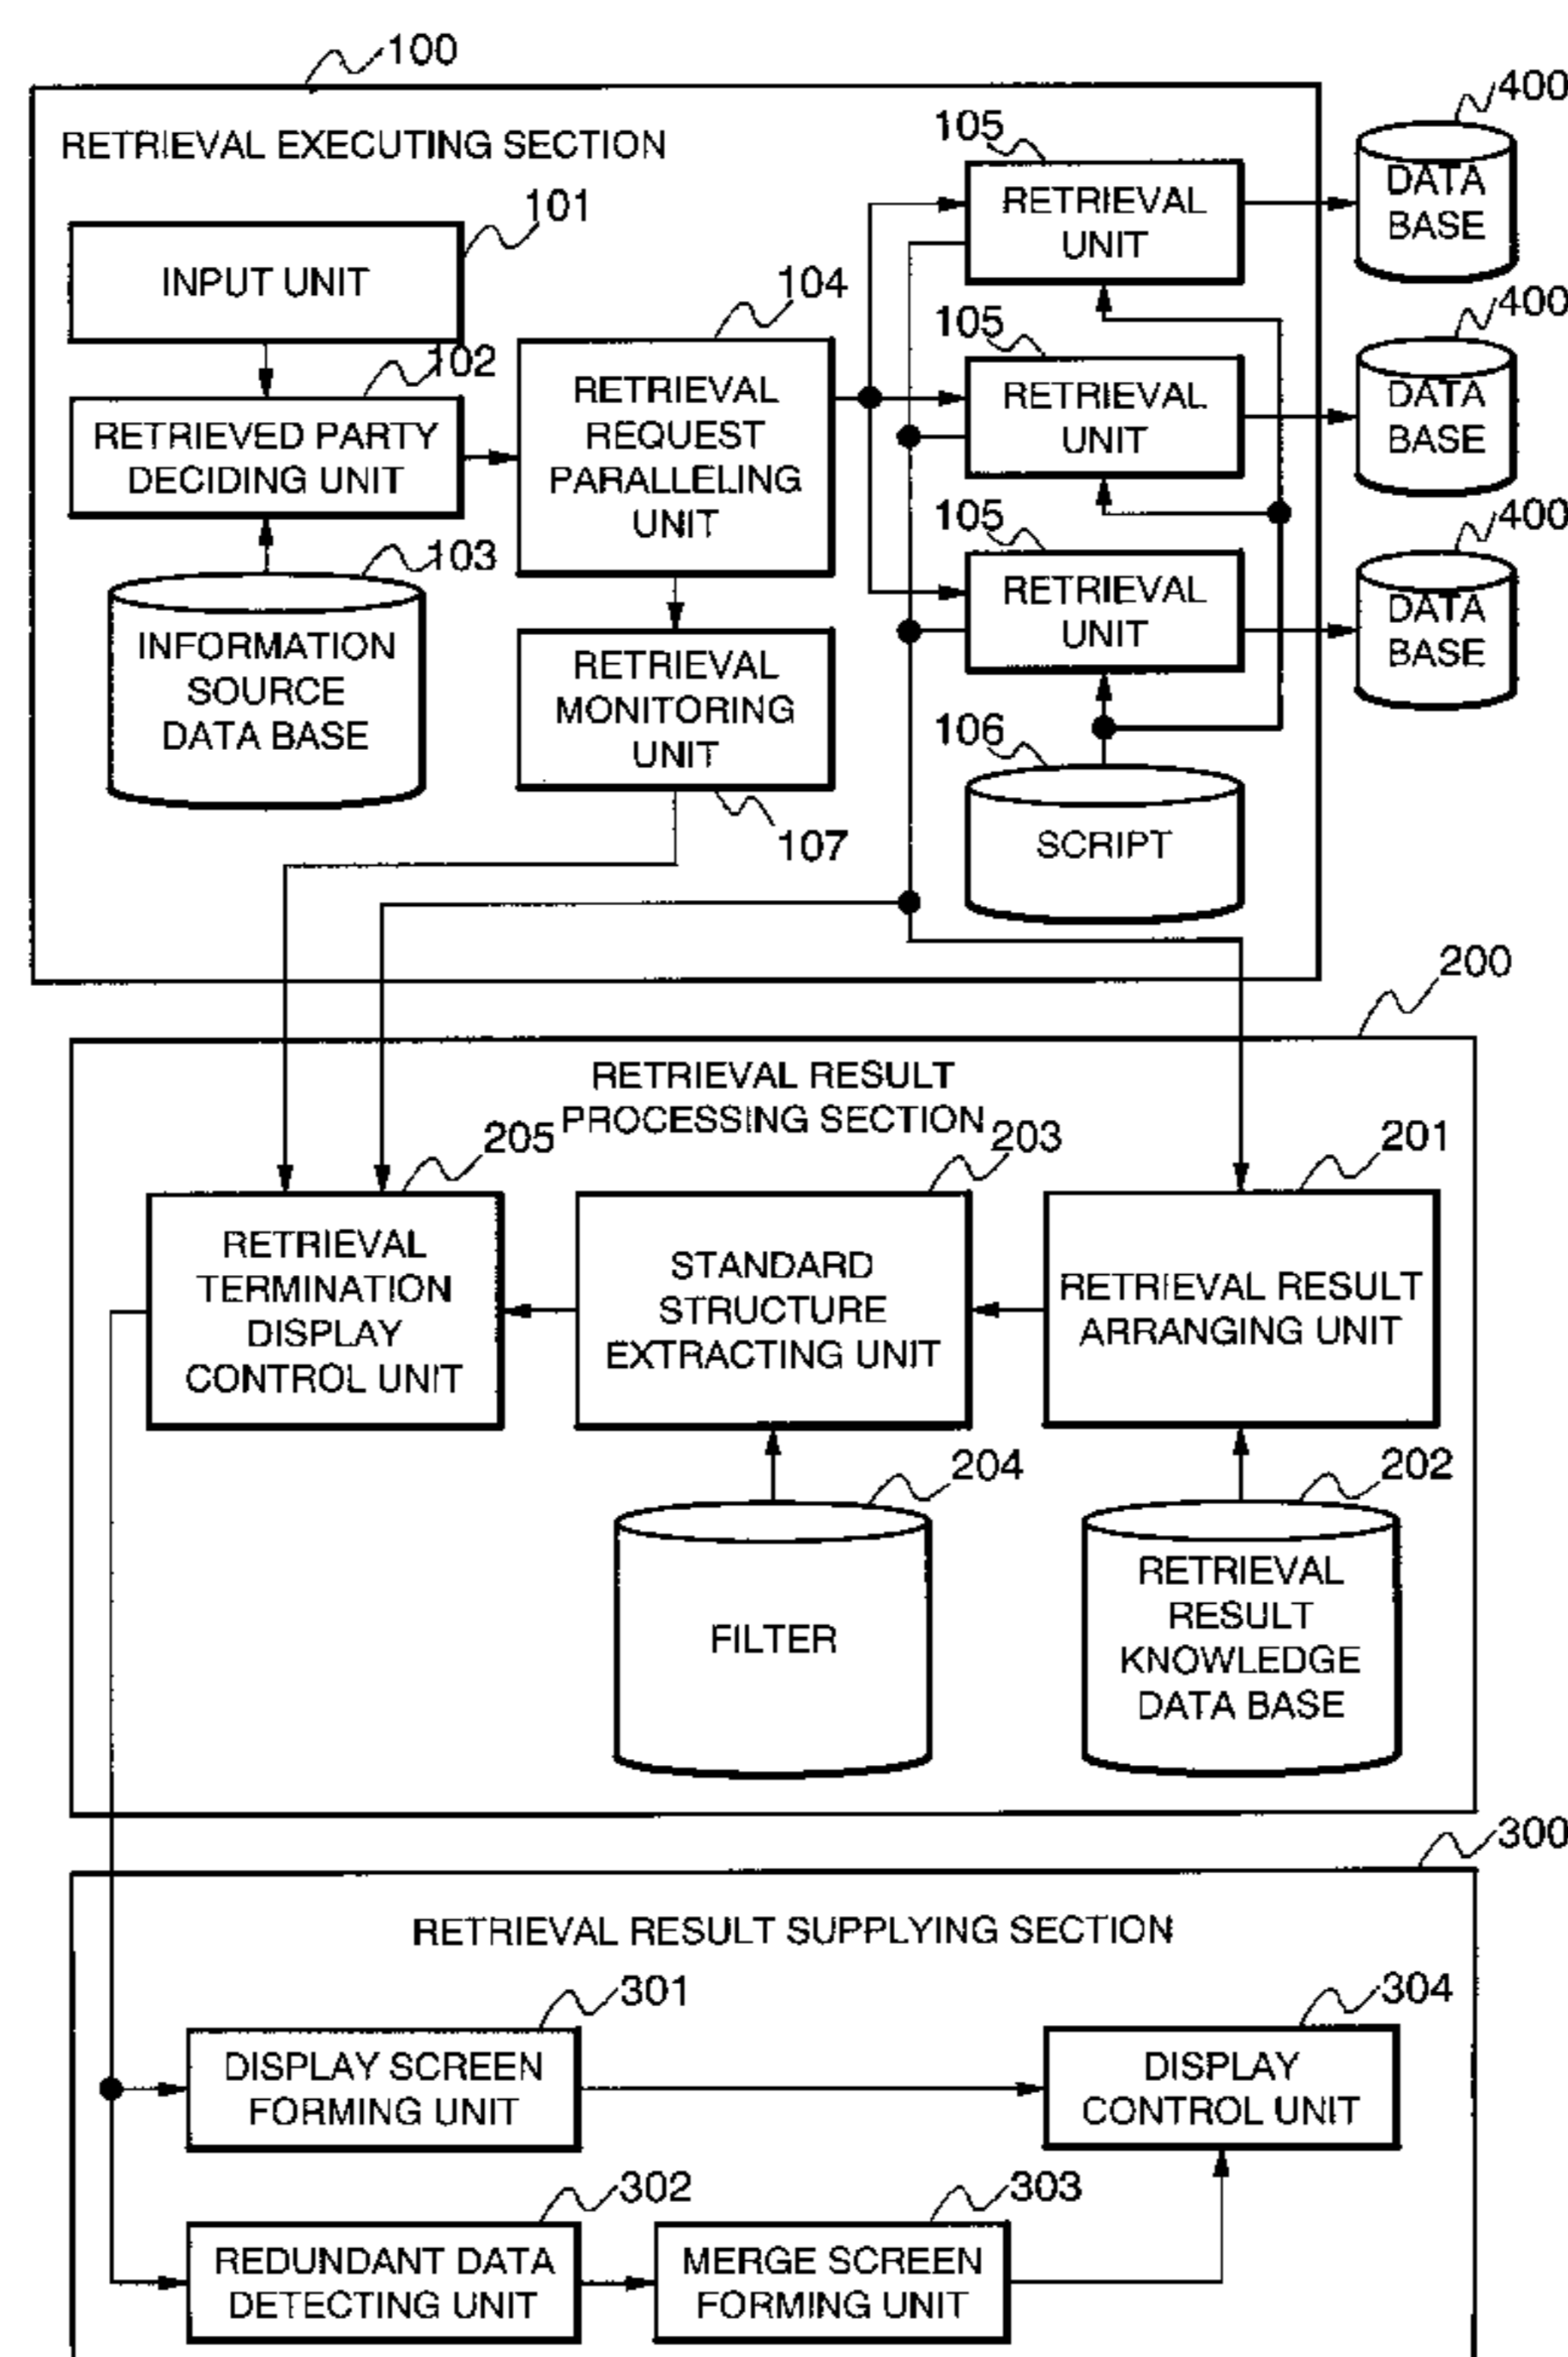 100
RETRIEVAL EXECUTING SECTION
101
INPUT UNIT
102
RETRIEVED PARTY
DECIDING UNIT
103
INFORMATION
SOURCE
DATA BASE
104
RETRIEVAL
REQUEST
PARALLELING
UNIT
RETRIEVAL
MONITORING
UNIT
107
105
RETRIEVAL
UNIT
105
RETRIEVAL
UNIT
105
RETRIEVAL
UNIT
106
SCRIPT
400
DATA
BASE
400
DATA
BASE
400
DATA
BASE
200
RETRIEVAL RESULT
PROCESSING SECTION
205
RETRIEVAL
TERMINATION
DISPLAY
CONTROL UNIT
203
STANDARD
STRUCTURE
EXTRACTING UNIT
201
RETRIEVAL RESULT
ARRANGING UNIT
204
FILTER
202
RETRIEVAL
RESULT
KNOWLEDGE
DATA BASE
300
RETRIEVAL RESULT SUPPLYING SECTION
301
DISPLAY SCREEN
FORMING UNIT
304
DISPLAY
CONTROL UNIT
302
REDUNDANT DATA
DETECTING UNIT
303
MERGE SCREEN
FORMING UNIT